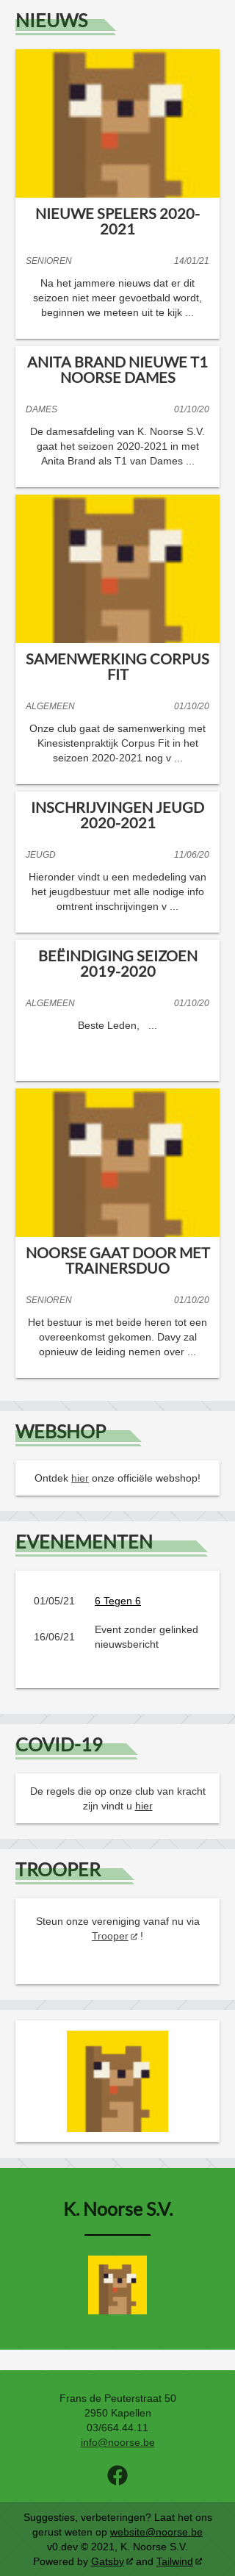 NIEUWS
NIEUWE SPELERS 2020-
2021
SENIOREN 14/01/21
Na het jammere nieuws dat er dit
seizoen niet meer gevoetbald wordt,
beginnen we meteen uit te kijk ...
ANITA BRAND NIEUWE T1
NOORSE DAMES
DAMES 01/10/20
De damesafdeling van K. Noorse S.V.
gaat het seizoen 2020-2021 in met
Anita Brand als T1 van Dames ...
SAMENWERKING CORPUS
FIT
ALGEMEEN 01/10/20
Onze club gaat de samenwerking met
Kinesistenpraktijk Corpus Fit in het
seizoen 2020-2021 nog v ...
INSCHRIJVINGEN JEUGD
2020-2021
JEUGD 11/06/20
Hieronder vindt u een mededeling van
het jeugdbestuur met alle nodige info
omtrent inschrijvingen v ...
BEËINDIGING SEIZOEN
2019-2020
ALGEMEEN 01/10/20
Beste Leden, ...
NOORSE GAAT DOOR MET
TRAINERSDUO
SENIOREN 01/10/20
Het bestuur is met beide heren tot een
overeenkomst gekomen. Davy zal
opnieuw de leiding nemen over ...
WEBSHOP
Ontdek hier onze officiële webshop!
EVENEMENTEN
01/05/21 6 Tegen 6
16/06/21 Event zonder gelinked
nieuwsbericht
COVID-19
De regels die op onze club van kracht
zijn vindt u hier
TROOPER
Steun onze vereniging vanaf nu via
Trooper !
K. Noorse S.V.
Frans de Peuterstraat 50
2950 Kapellen
03/664.44.11
info@noorse.be
Suggesties, verbeteringen? Laat het ons
gerust weten op website@noorse.be
v0.dev © 2021, K. Noorse S.V.
Powered by Gatsby and Tailwind